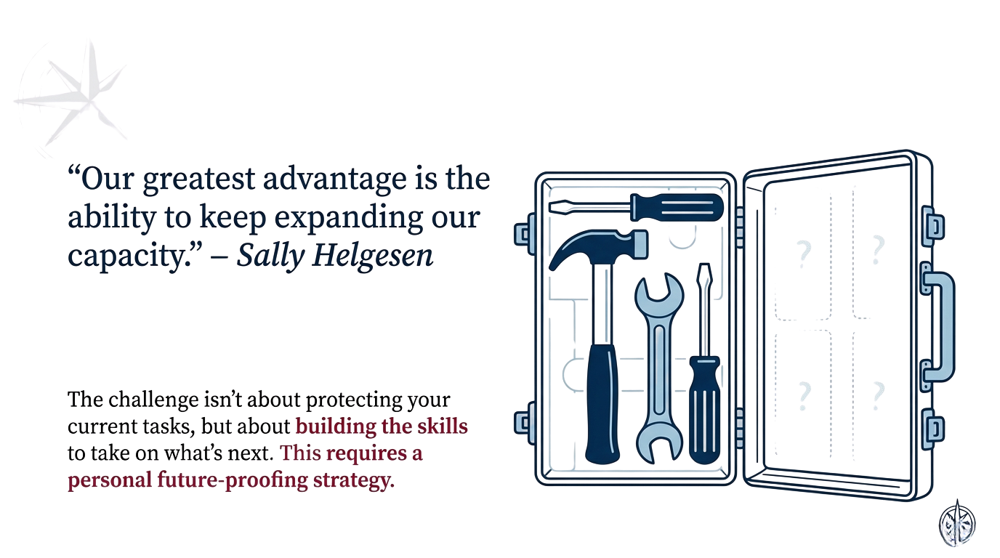 “Our greatest advantage is the
ability to keep expanding our
capacity.” – Sally Helgesen
The challenge isn’t about protecting your
current tasks, but about building the skills
to take on what’s next. This requires a
personal future-proofing strategy.
? ?
? ?